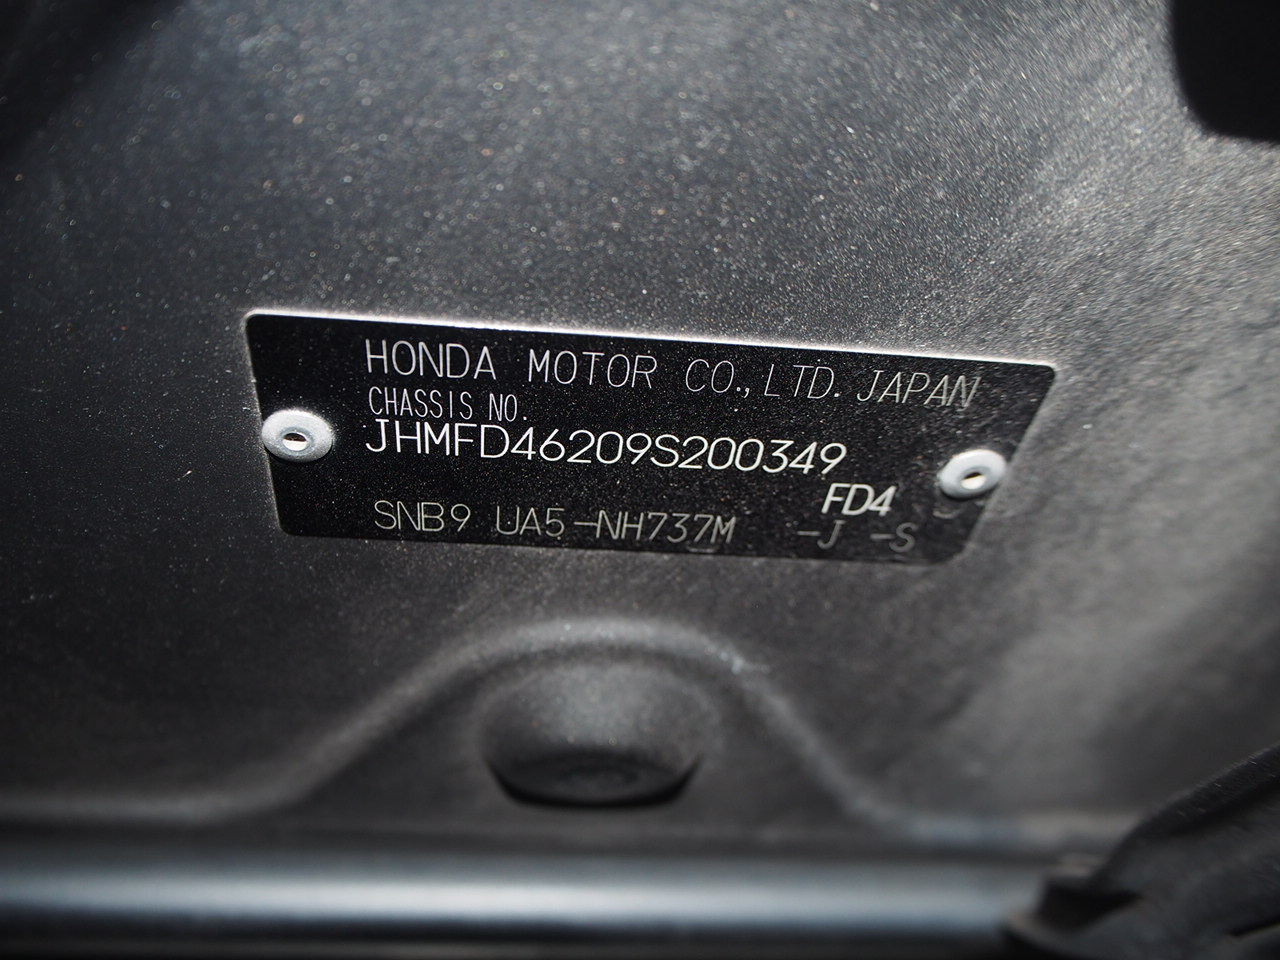 HONDA MOTOR CO., LTD. JAPAN
CHASSIS NO.
JHMFD46209S200349
FD4
SNB9 UA5-NH737M -J -S